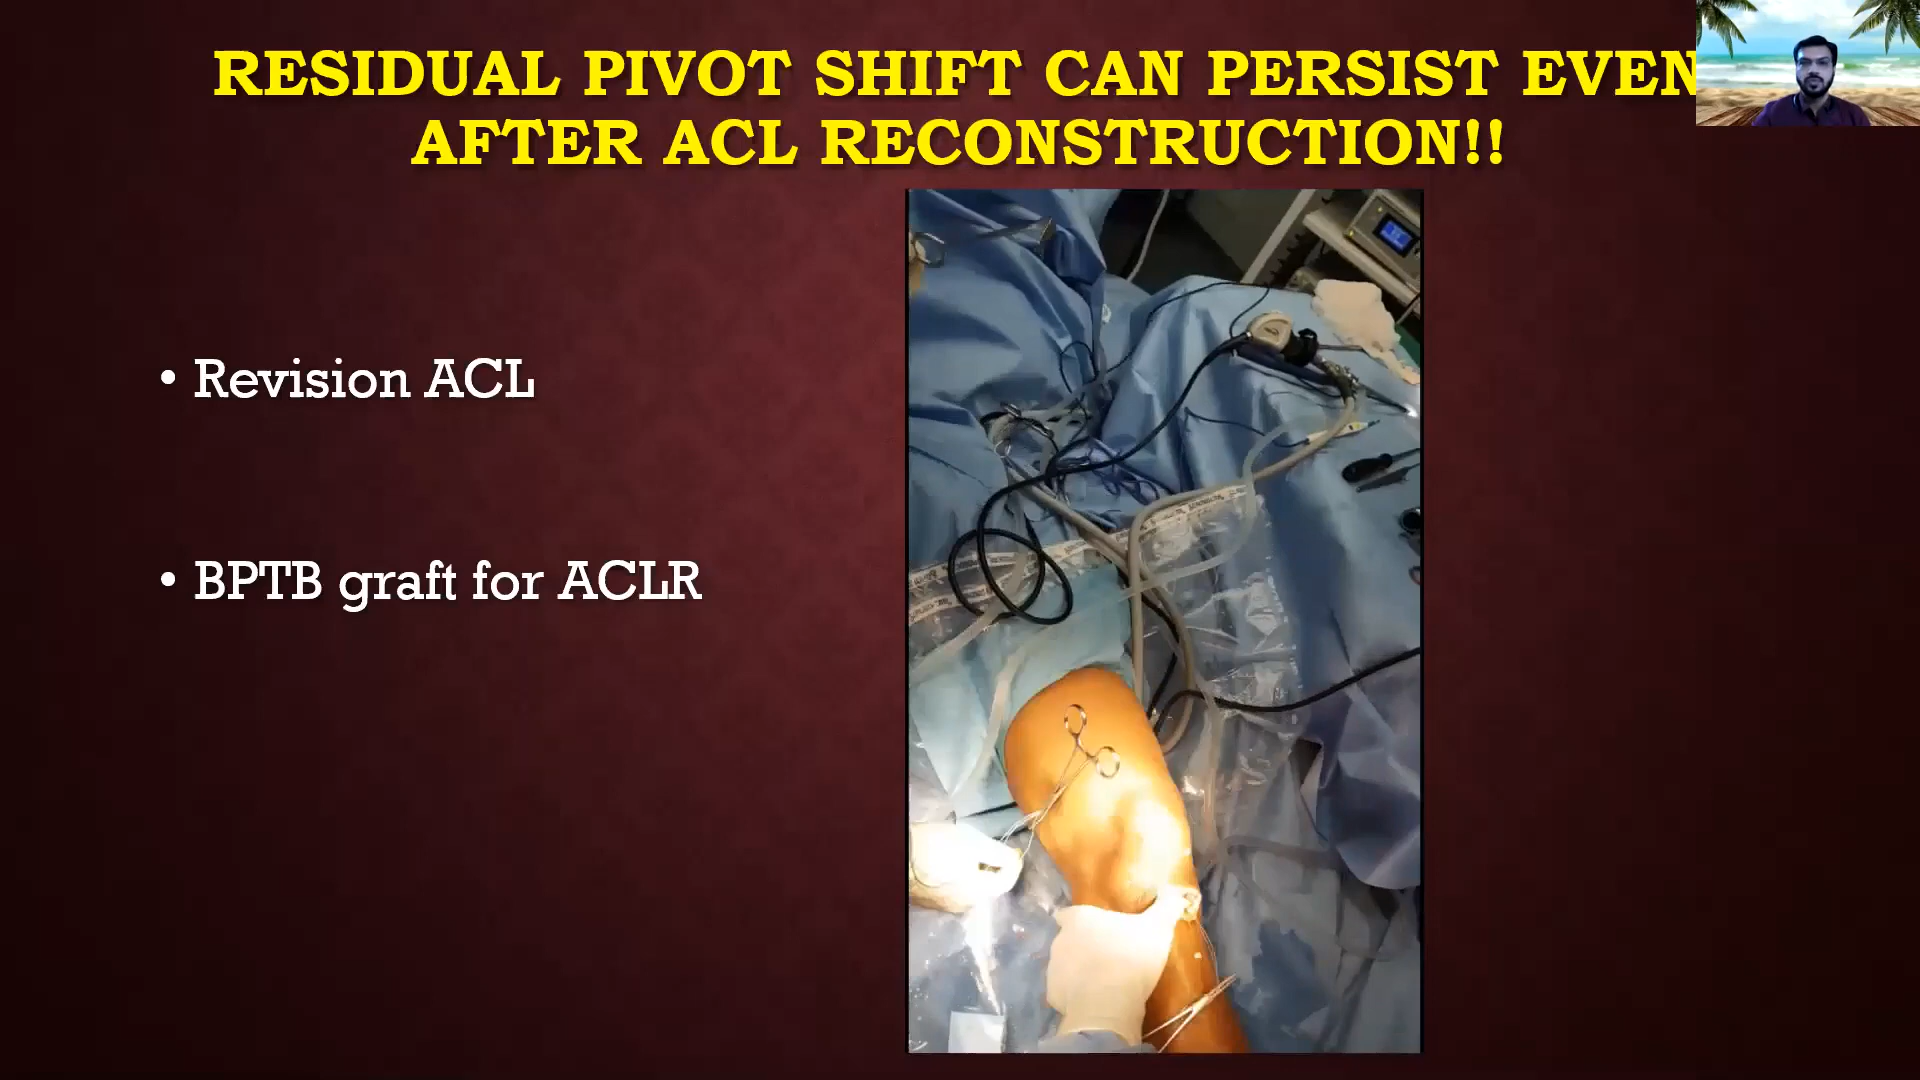 RESIDUAL PIVOT SHIFT CAN PERSIST EVEN
AFTER ACL RECONSTRUCTION!!
• Revision ACL
• BPTB graft for ACLR